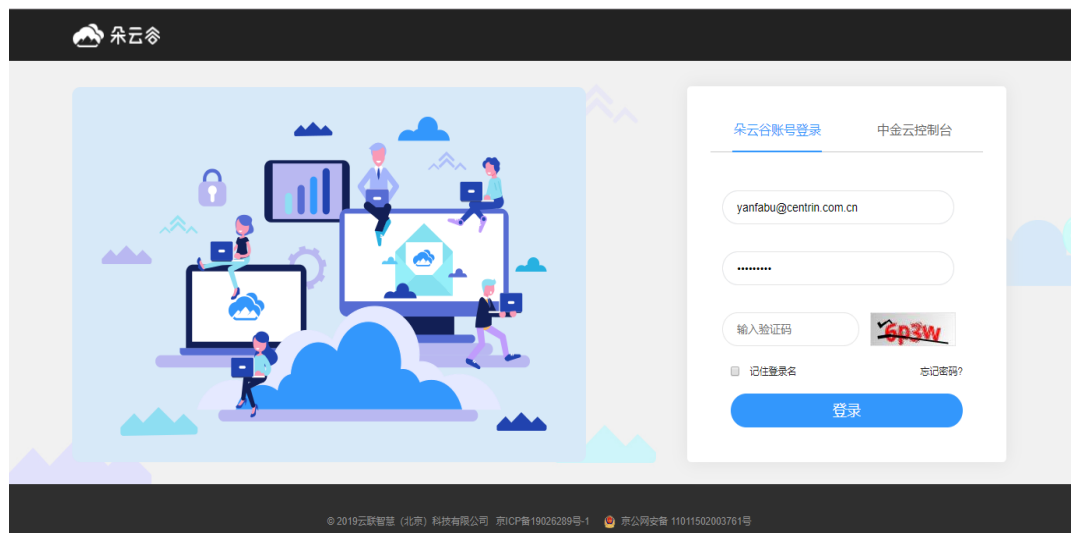 朵云谷
朵云谷账号登录 中金云控制台
yanfabu@centrin.com.cn
•••••••••
输入验证码 6p3W
记住登录名 忘记密码?
登录
© 2019云联智慧（北京）科技有限公司 京ICP备19026289号-1 京公网安备 11011502003761号